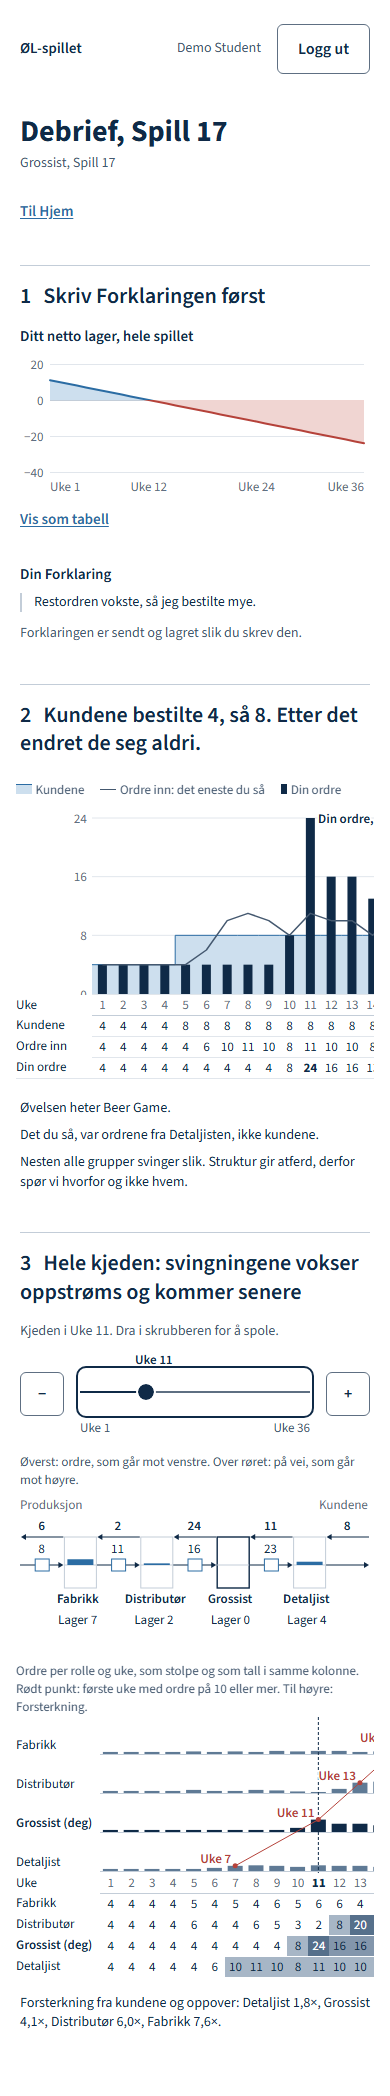 ØL-spillet Demo Student Logg ut
Debrief, Spill 17
Grossist, Spill 17
Til Hjem
1 Skriv Forklaringen først
Ditt netto lager, hele spillet
20
0
−20
−40
Uke 1 Uke 12 Uke 24 Uke 36
Vis som tabell
Din Forklaring
Restordren vokste, så jeg bestilte mye.
Forklaringen er sendt og lagret slik du skrev den.
2 Kundene bestilte 4, så 8. Etter det
endret de seg aldri.
Kundene Ordre inn: det eneste du så Din ordre
24 Din ordre,
16
8
0
Uke 1 2 3 4 5 6 7 8 9 10 11 12 13
Kundene 4 4 4 4 8 8 8 8 8 8 8 8 8
Ordre inn 4 4 4 4 4 6 10 11 10 8 11 10 10
Din ordre 4 4 4 4 4 4 4 4 4 8 24 16 16
Øvelsen heter Beer Game.
Det du så, var ordrene fra Detaljisten, ikke kundene.
Nesten alle grupper svinger slik. Struktur gir atferd, derfor
spør vi hvorfor og ikke hvem.
3 Hele kjeden: svingningene vokser
oppstrøms og kommer senere
Kjeden i Uke 11. Dra i skrubberen for å spole.
Uke 11
− +
Uke 1 Uke 36
Øverst: ordre, som går mot venstre. Over røret: på vei, som går
mot høyre.
Produksjon Kundene
6 2 24 11 8
8 11 16 23
Fabrikk Distributør Grossist Detaljist
Lager 7 Lager 2 Lager 0 Lager 4
Ordre per rolle og uke, som stolpe og som tall i samme kolonne.
Rødt punkt: første uke med ordre på 10 eller mer. Til høyre:
Forsterkning.
Fabrikk
Distributør Uke 13
Grossist (deg) Uke 11
Detaljist Uke 7
Uke 1 2 3 4 5 6 7 8 9 10 11 12 13
Fabrikk 4 4 4 4 5 4 5 4 6 5 6 6 4
Distributør 4 4 4 4 6 4 4 6 5 3 2 8 20
Grossist (deg) 4 4 4 4 4 4 4 4 4 8 24 16 16
Detaljist 4 4 4 4 4 6 10 11 10 8 11 10 10
Forsterkning fra kundene og oppover: Detaljist 1,8×, Grossist
4,1×, Distributør 6,0×, Fabrikk 7,6×.